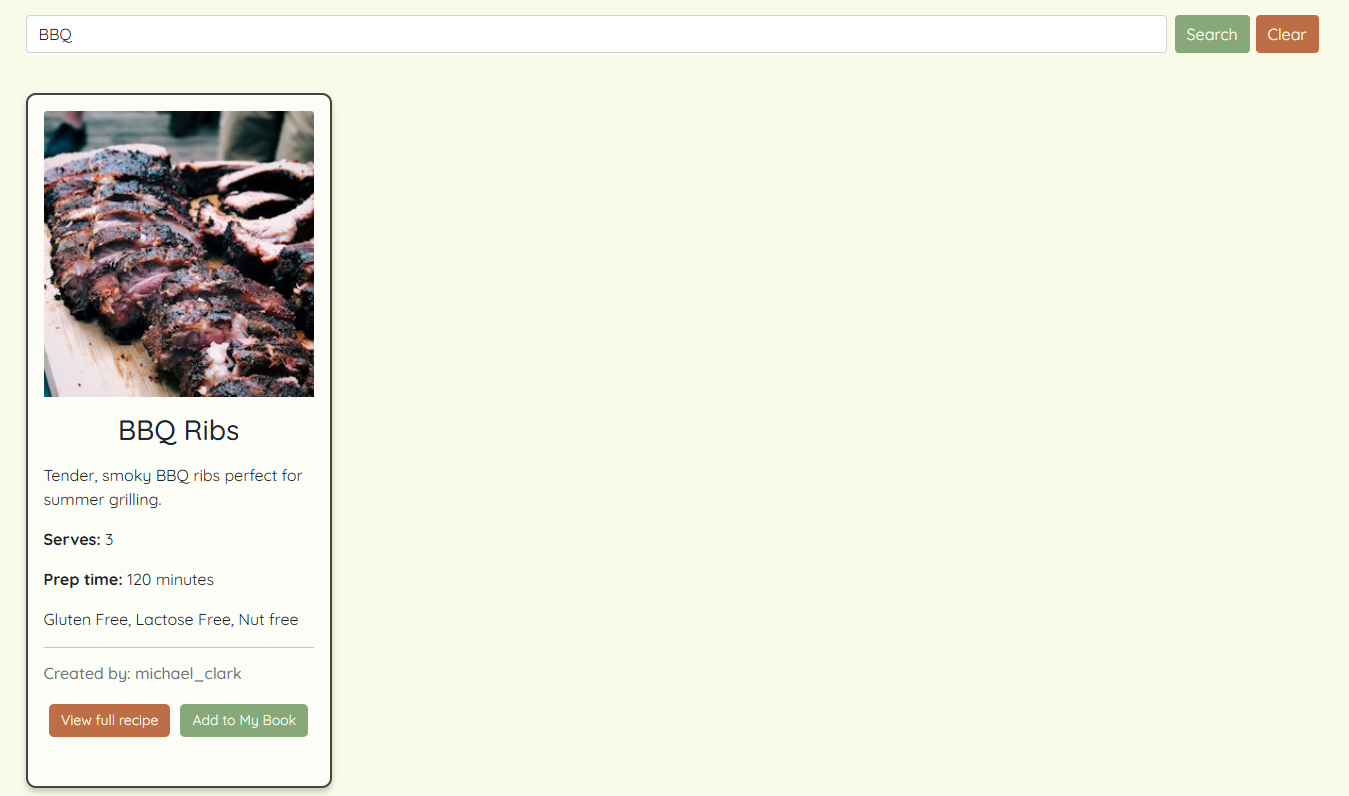 BBQ
Search
Clear
BBQ Ribs
Tender, smoky BBQ ribs perfect for
summer grilling.
Serves: 3
Prep time: 120 minutes
Gluten Free, Lactose Free, Nut free
Created by: michael_clark
View full recipe
Add to My Book